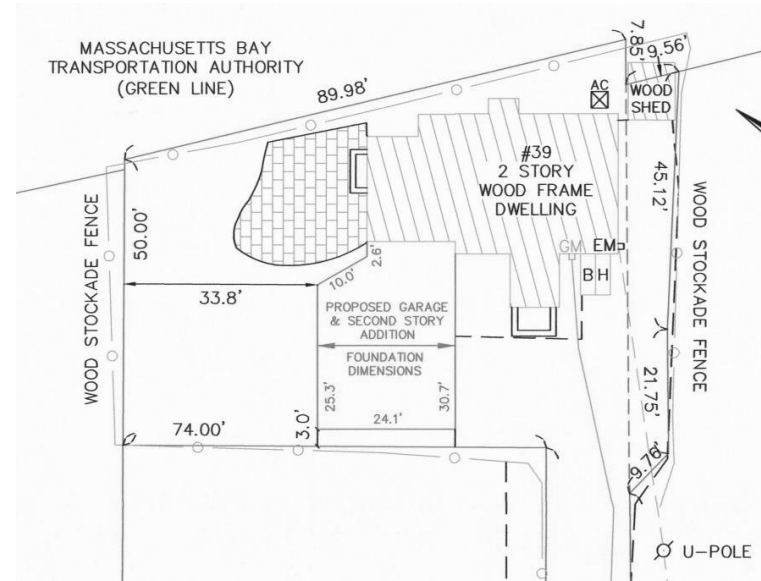 MASSACHUSETTS BAY
TRANSPORTATION AUTHORITY
(GREEN LINE)
89.98'
7.85'
9.56'
AC
WOOD
SHED
#39
2 STORY
WOOD FRAME
DWELLING
45.12'
WOOD STOCKADE FENCE
50.00'
WOOD STOCKADE FENCE
GM
EM
BH
2.6'
10.0'
33.8'
PROPOSED GARAGE
& SECOND STORY
ADDITION
FOUNDATION
DIMENSIONS
25.3'
30.7'
24.1'
21.75'
74.00'
3.0'
9.76'
U-POLE